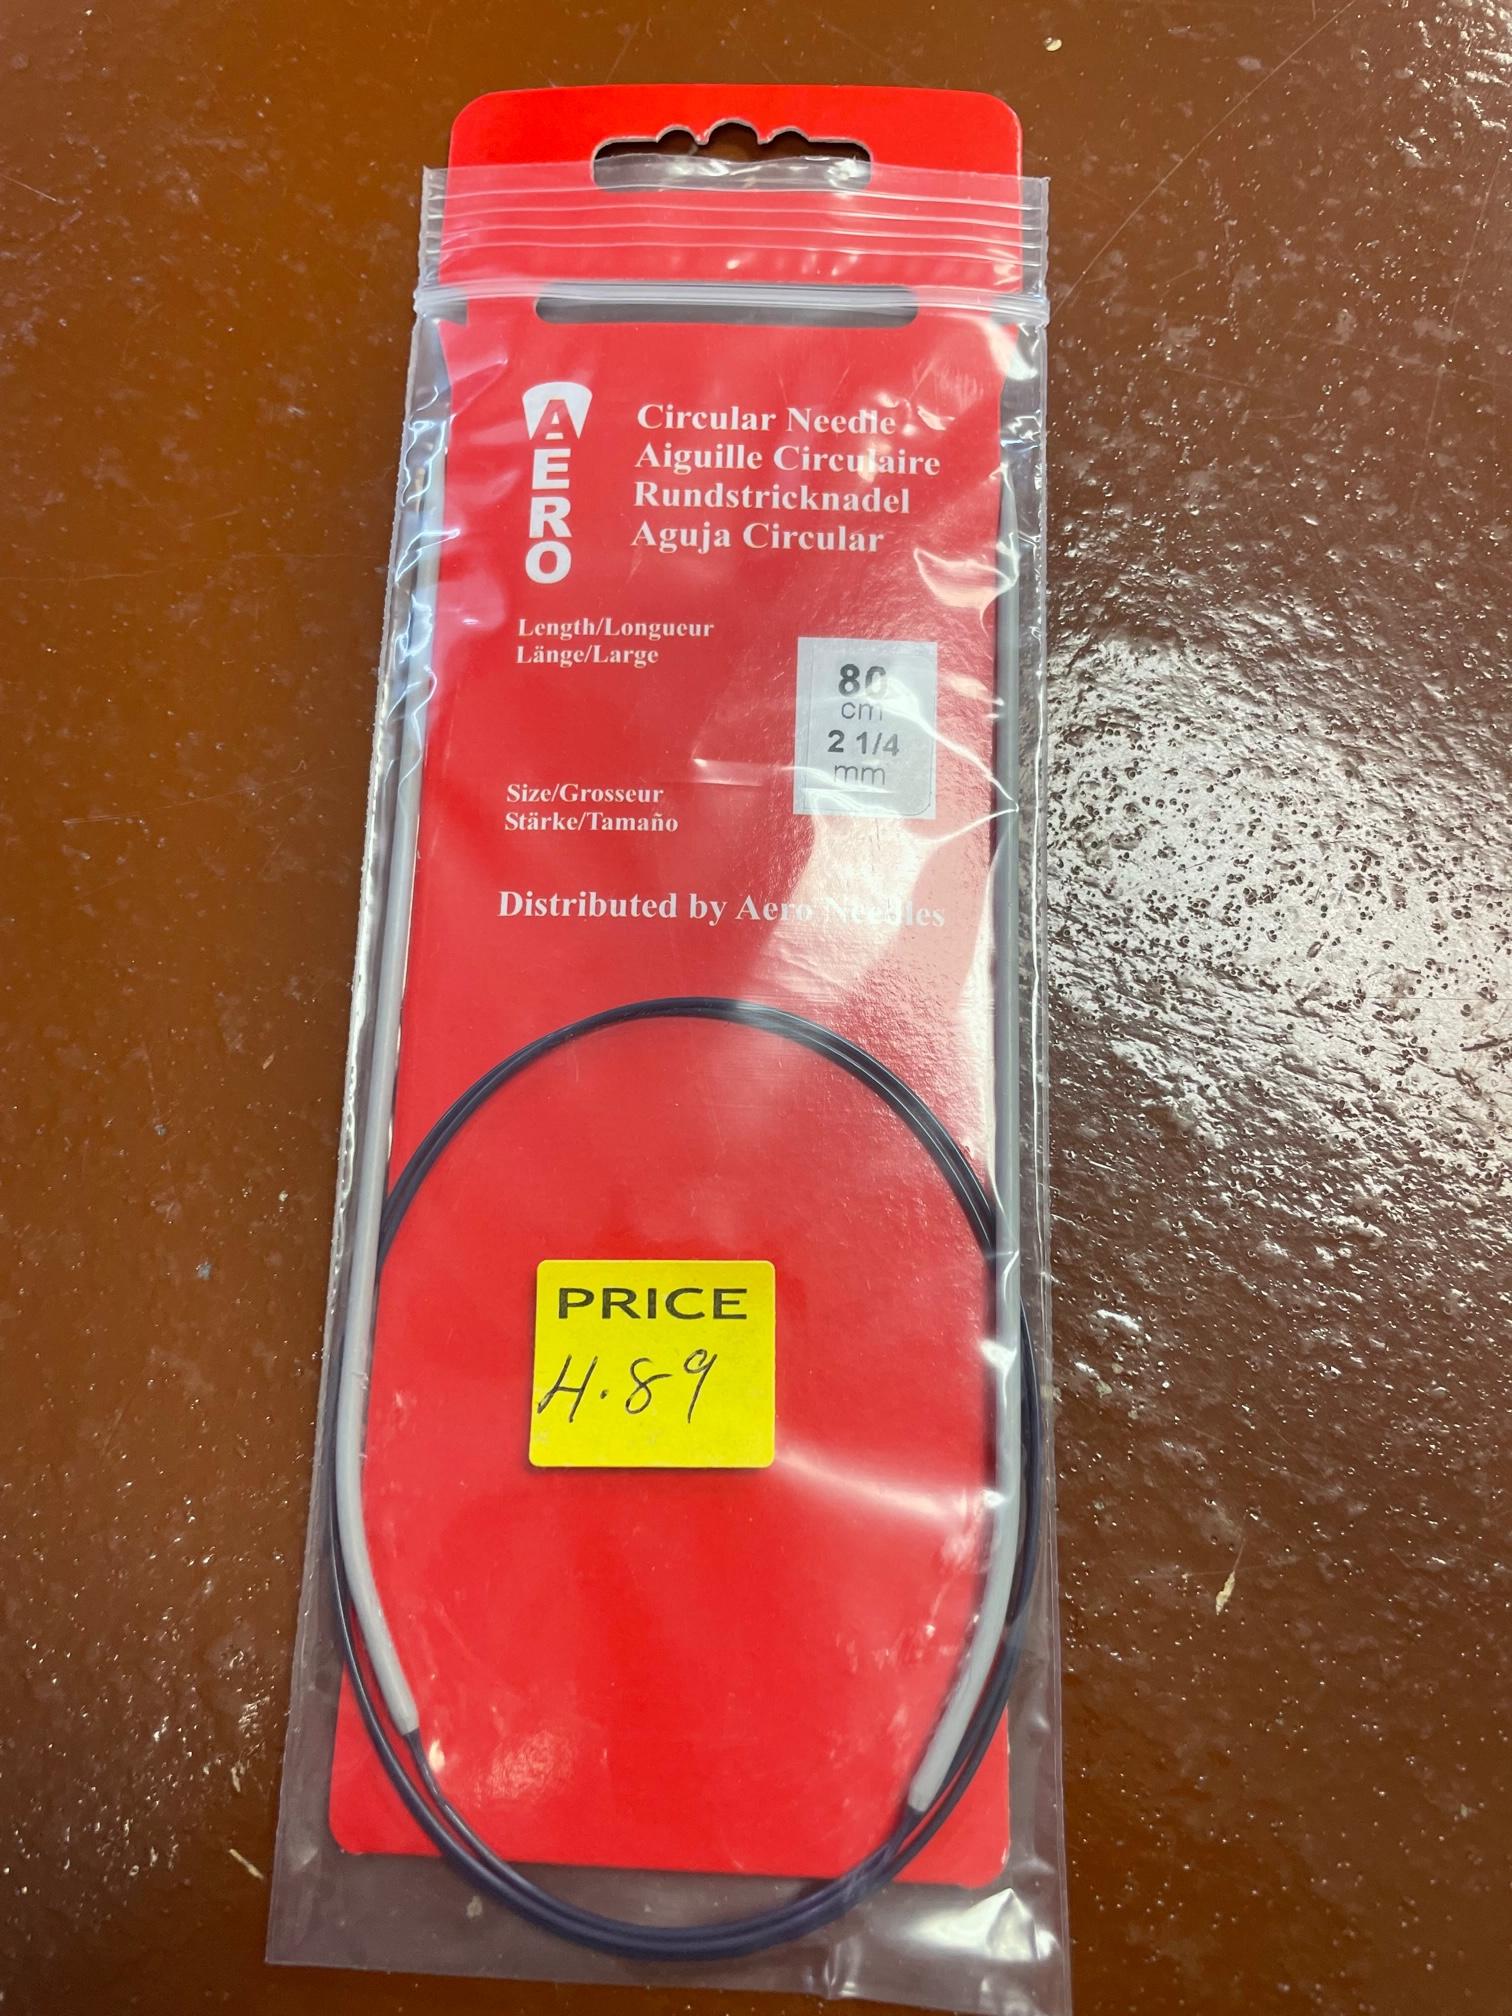 AERO
Circular Needle
Aiguille Circulaire
Rundstricknadel
Aguja Circular
Length/Longueur
Länge/Large
80
cm
2 1/4
mm
Size/Grosseur
Stärke/Tamaño
Distributed by Aero Needles
PRICE
4.89